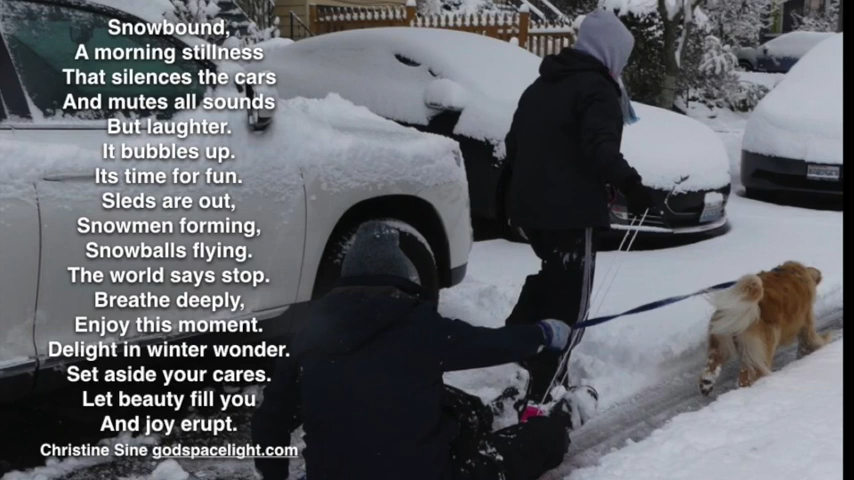 Snowbound,
A morning stillness
That silences the cars
And mutes all sounds
But laughter.
It bubbles up.
Its time for fun.
Sleds are out,
Snowmen forming,
Snowballs flying.
The world says stop.
Breathe deeply,
Enjoy this moment.
Delight in winter wonder.
Set aside your cares.
Let beauty fill you
And joy erupt.
Christine Sine godspacelight.com